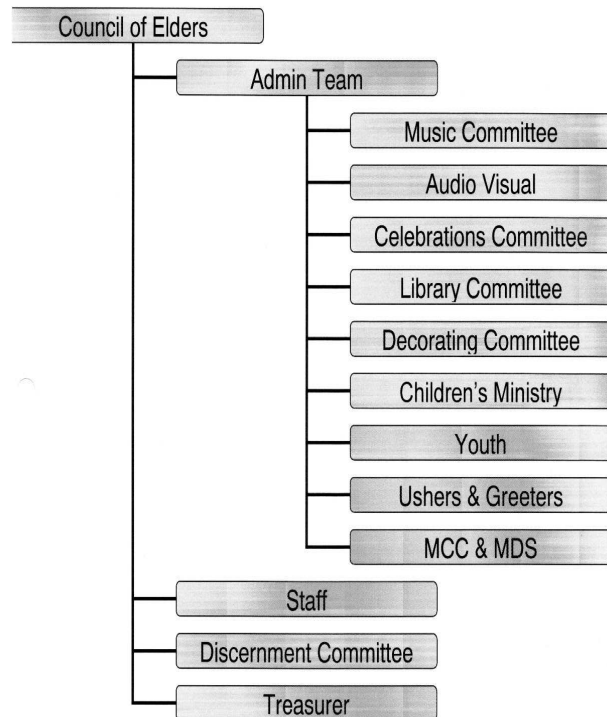 Council of Elders
Admin Team
Music Committee
Audio Visual
Celebrations Committee
Library Committee
Decorating Committee
Children's Ministry
Youth
Ushers & Greeters
MCC & MDS
Staff
Discernment Committee
Treasurer